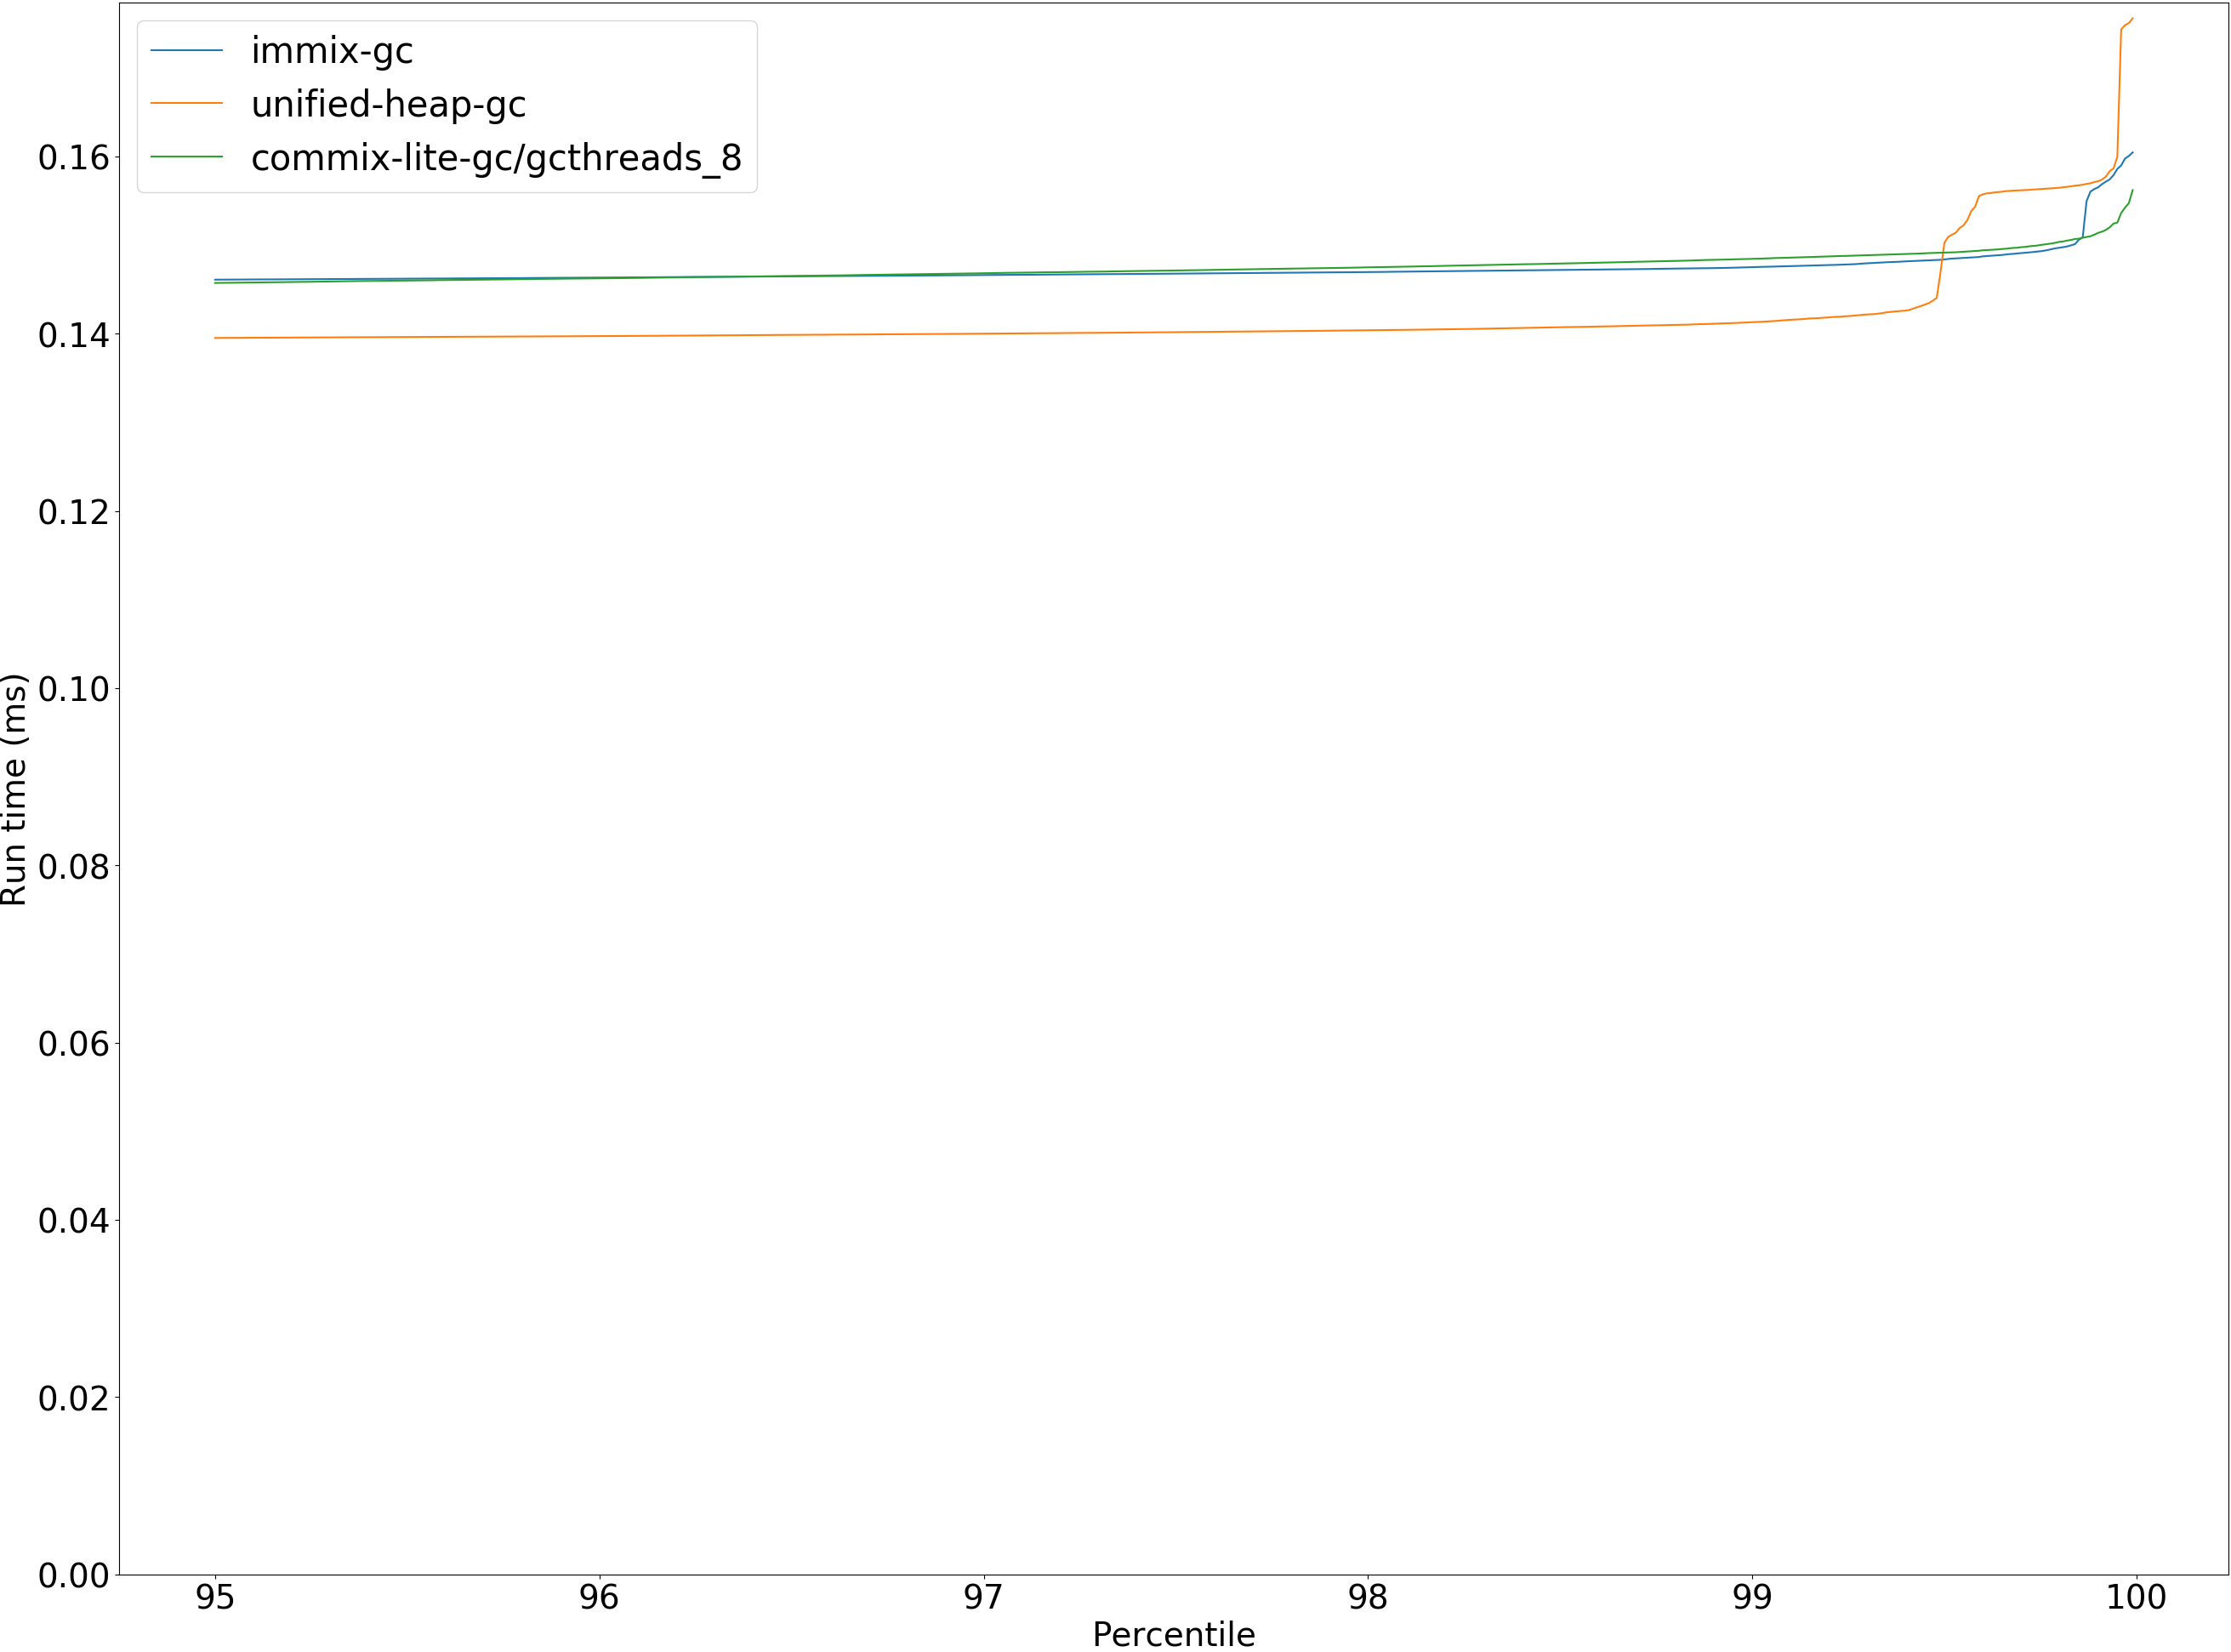 immix-gc
unified-heap-gc
commix-lite-gc/gcthreads_8
0.16
0.14
0.12
0.10
0.08
0.06
0.04
0.02
0.00
Run time (ms)
95 96 97 98 99 100
Percentile